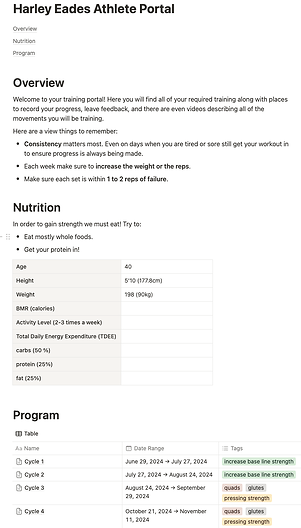 Harley Eades Athlete Portal
Overview
Nutrition
Program
Overview
Welcome to your training portal! Here you will find all of your required training along with places
to record your progress, leave feedback, and there are even videos describing all of the
movements you will be training.
Here are a view things to remember:
Consistency matters most. Even on days when you are tired or sore still get your workout in
to ensure progress is always being made.
Each week make sure to increase the weight or the reps.
Make sure each set is within 1 to 2 reps of failure.
Nutrition
In order to gain strength we must eat! Try to:
Eat mostly whole foods.
Get your protein in!
Age 40
Height 5'10 (177.8cm)
Weight 198 (90kg)
BMR (calories)
Activity Level (2-3 times a week)
Total Daily Energy Expenditure (TDEE)
carbs (50 %)
protein (25%)
fat (25%)
Program
Table
Aa Name Date Range Tags
Cycle 1 June 29, 2024 → July 27, 2024 increase base line strength
Cycle 2 July 27, 2024 → August 24, 2024 increase base line strength
Cycle 3 August 24, 2024 → September quads glutes
29, 2024 pressing strength
Cycle 4 October 21, 2024 → November quads glutes
11, 2024 pressing strength